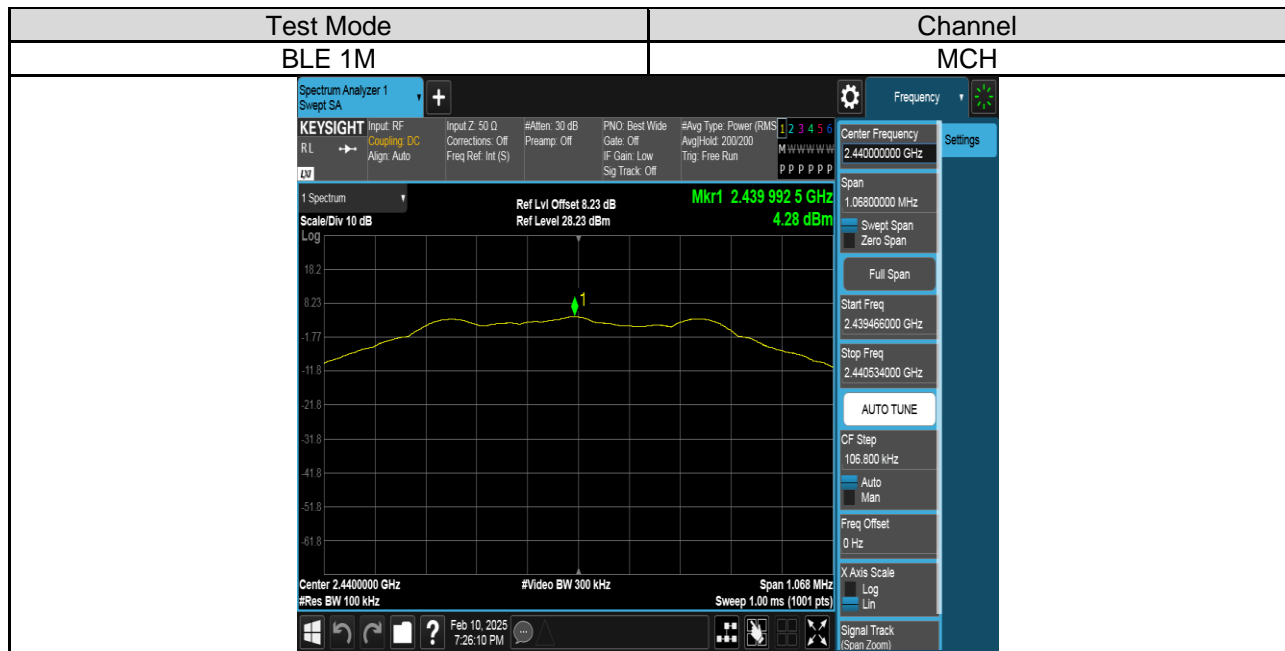 Test Mode Channel
BLE 1M MCH
Spectrum Analyzer 1
Swept SA
+
Frequency
KEYSIGHT
RL
LXI
Input: RF
Coupling: DC
Align: Auto
Input Z: 50 Ω
Corrections: Off
Freq Ref: Int (S)
#Atten: 30 dB
Preamp: Off
PNO: Best Wide
Gate: Off
IF Gain: Low
Sig Track: Off
#Avg Type: Power (RMS
Avg|Hold: 200/200
Trig: Free Run
1 2 3 4 5 6
M W W W W W
P P P P P P
1 Spectrum
Scale/Div 10 dB
Log
Ref Lvl Offset 8.23 dB
Ref Level 28.23 dBm
Mkr1 2.439 992 5 GHz
4.28 dBm
18.2
8.23
-1.77
-11.8
-21.8
-31.8
-41.8
-51.8
-61.8
1
Center 2.4400000 GHz
#Res BW 100 kHz
#Video BW 300 kHz
Span 1.068 MHz
Sweep 1.00 ms (1001 pts)
Center Frequency
2.440000000 GHz
Settings
Span
1.06800000 MHz
Swept Span
Zero Span
Full Span
Start Freq
2.439466000 GHz
Stop Freq
2.440534000 GHz
AUTO TUNE
CF Step
106.800 kHz
Auto
Man
Freq Offset
0 Hz
X Axis Scale
Log
Lin
Signal Track
(Span Zoom)
?
Feb 10, 2025
7:26:10 PM